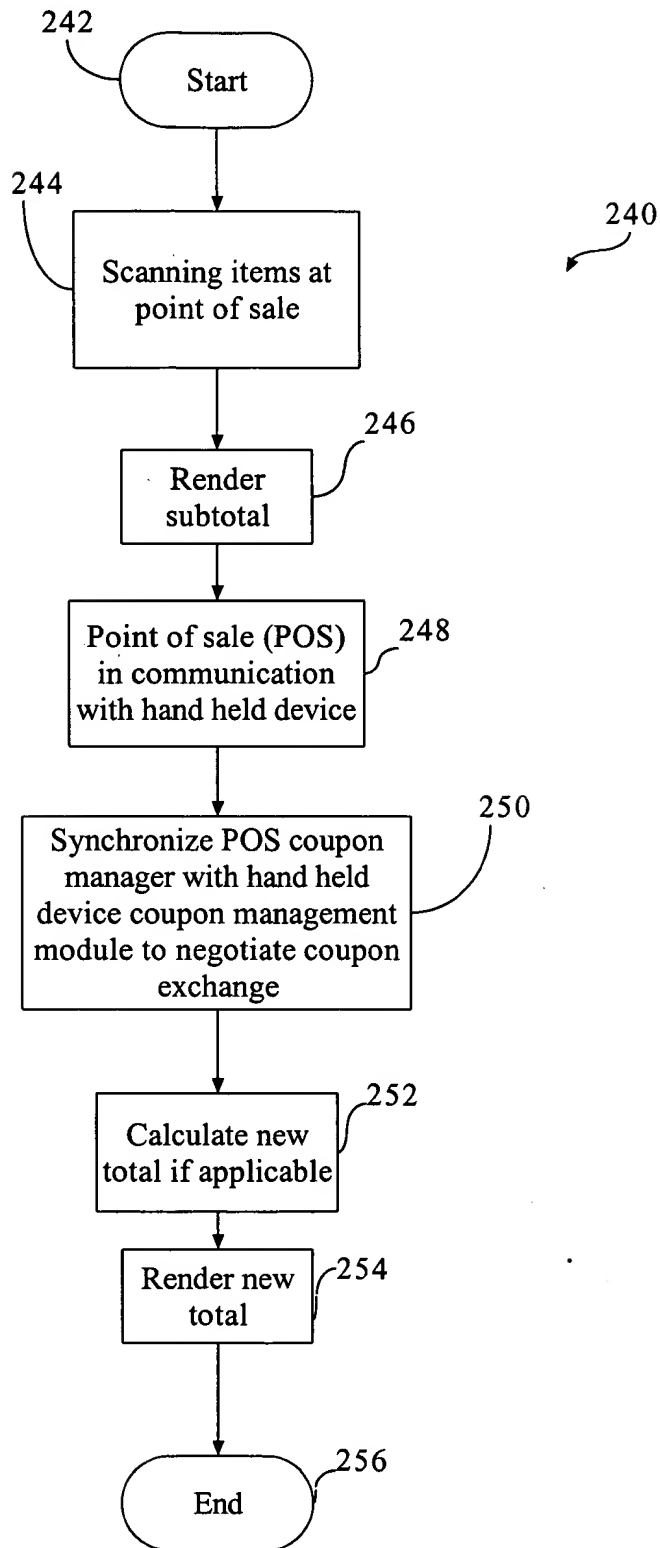 242
Start
244
240
Scanning items at
point of sale
246
Render
subtotal
Point of sale (POS)
in communication
with hand held device
248
250
Synchronize POS coupon
manager with hand held
device coupon management
module to negotiate coupon
exchange
252
Calculate new
total if applicable
254
Render new
total
256
End